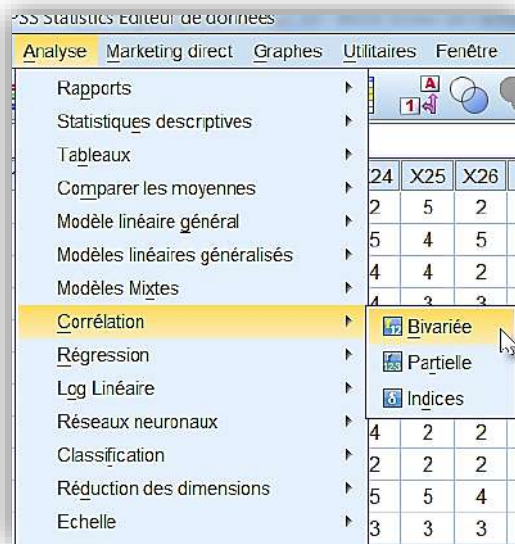 PSS Statistics Editeur de données
Analyse Marketing direct Graphes Utilitaires Fenêtre
Rapports
Statistiques descriptives
Tableaux
Comparer les moyennes
Modèle linéaire général
Modèles linéaires généralisés
Modèles Mixtes
Corrélation
Régression
Log Linéaire
Réseaux neuronaux
Classification
Réduction des dimensions
Echelle
Bivariée
Partielle
Indices
A
1
24 X25 X26
2 5 2
5 4 5
4 4 2
4 3 3
4 2 2
2 2 2
5 5 4
3 3 3